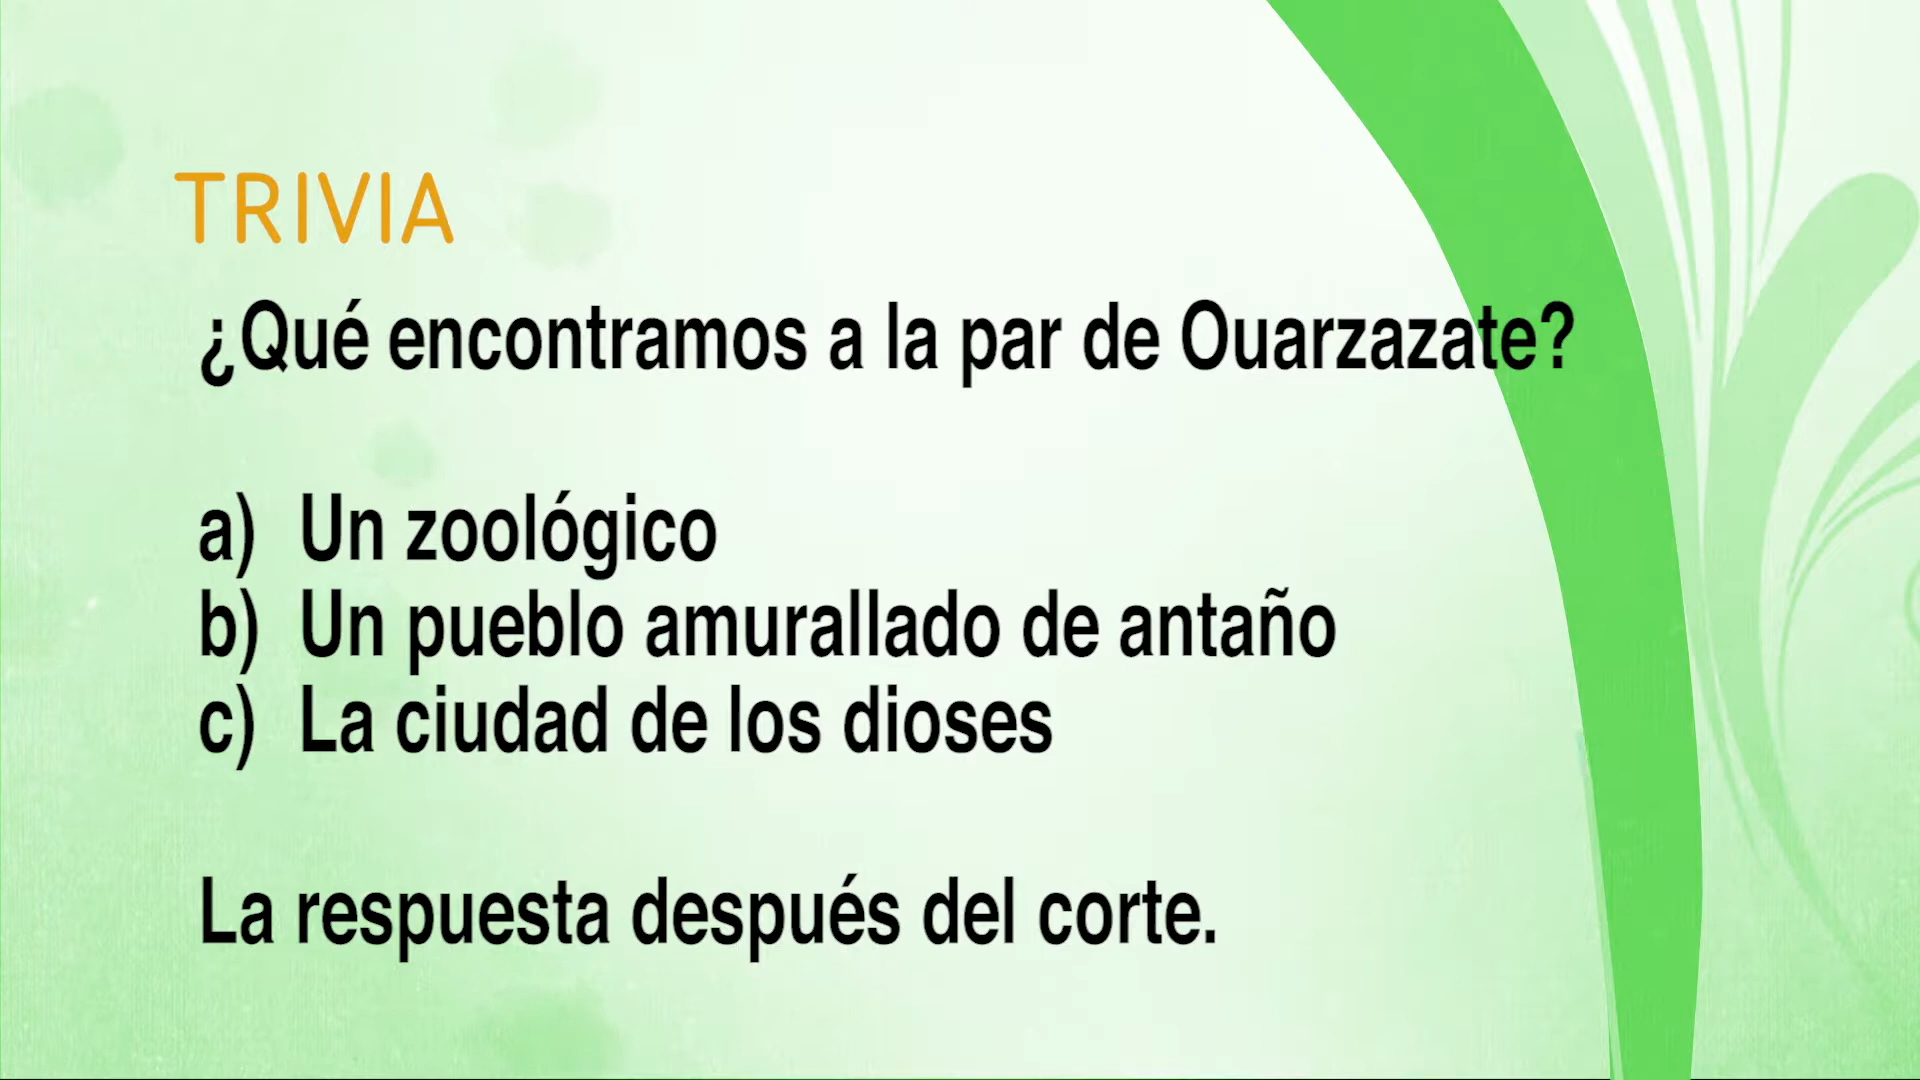 TRIVIA
¿Qué encontramos a la par de Ouarzazate?
a) Un zoológico
b) Un pueblo amurallado de antaño
c) La ciudad de los dioses
La respuesta después del corte.